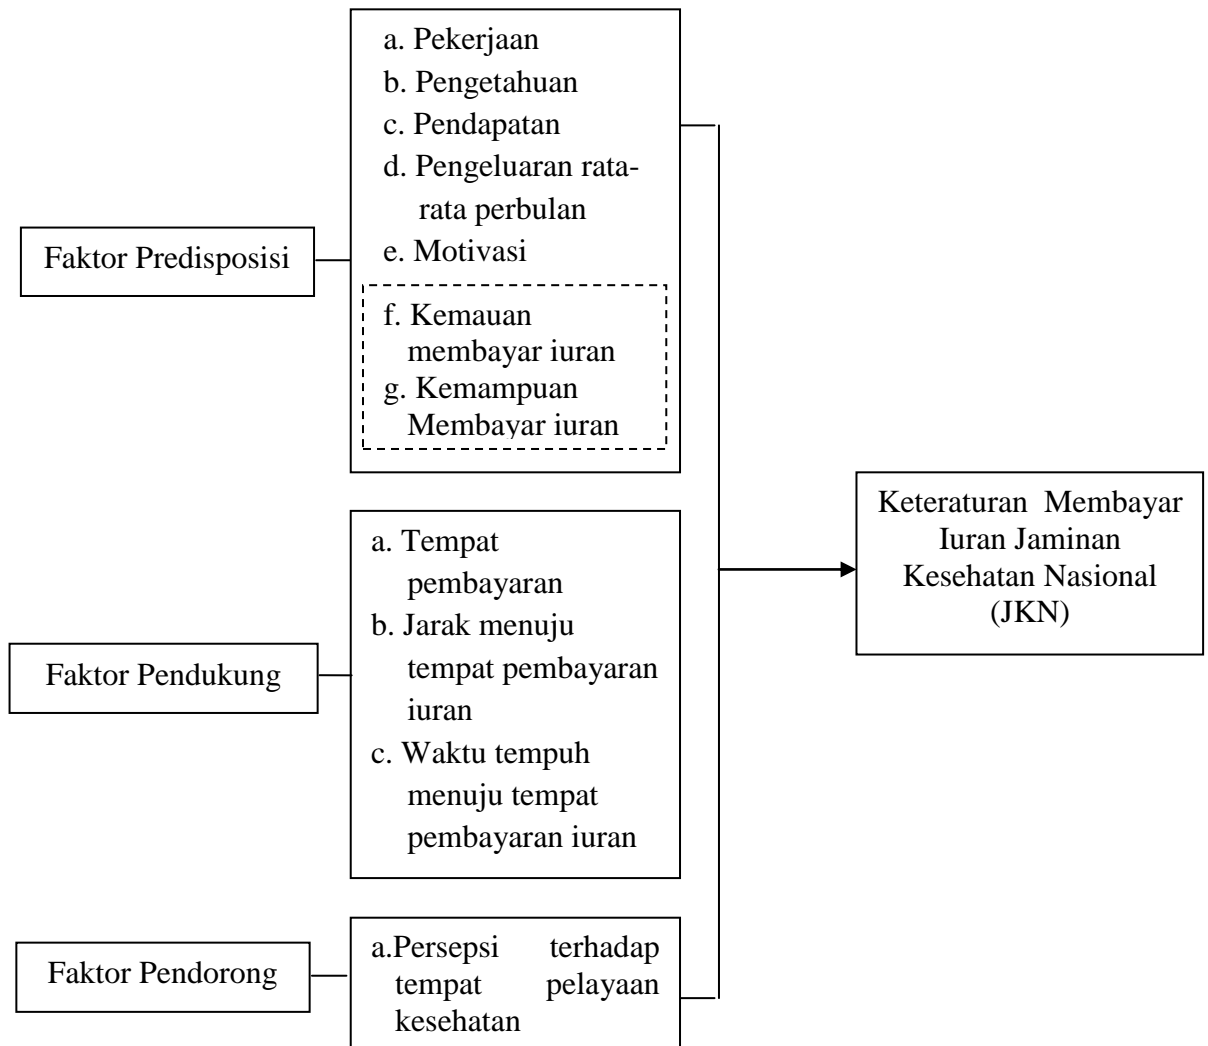 a. Pekerjaan
b. Pengetahuan
c. Pendapatan
d. Pengeluaran rata-
rata perbulan
e. Motivasi
f. Kemauan
membayar iuran
g. Kemampuan
Membayar iuran
Faktor Predisposisi
a. Tempat
pembayaran
b. Jarak menuju
tempat pembayaran
iuran
c. Waktu tempuh
menuju tempat
pembayaran iuran
Faktor Pendukung
a.Persepsi terhadap
tempat pelayaan
kesehatan
Faktor Pendorong
Keteraturan Membayar
Iuran Jaminan
Kesehatan Nasional
(JKN)